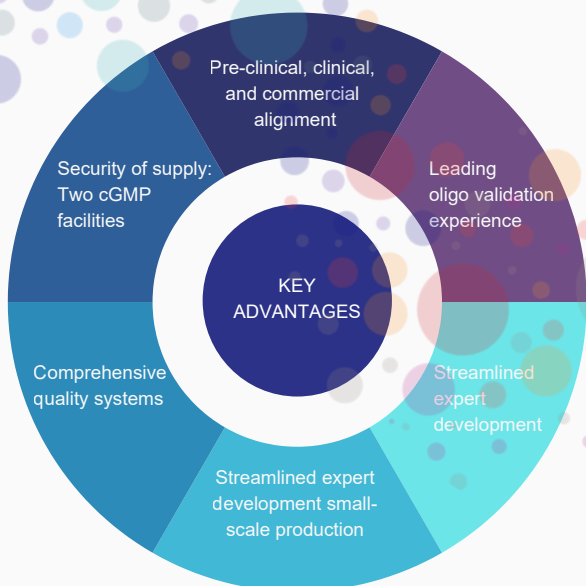 Pre-clinical, clinical,
and commercial
alignment
Security of supply:
Two cGMP
facilities
Leading
oligo validation
experience
KEY
ADVANTAGES
Comprehensive
quality systems
Streamlined
expert
development
Streamlined expert
development small-
scale production